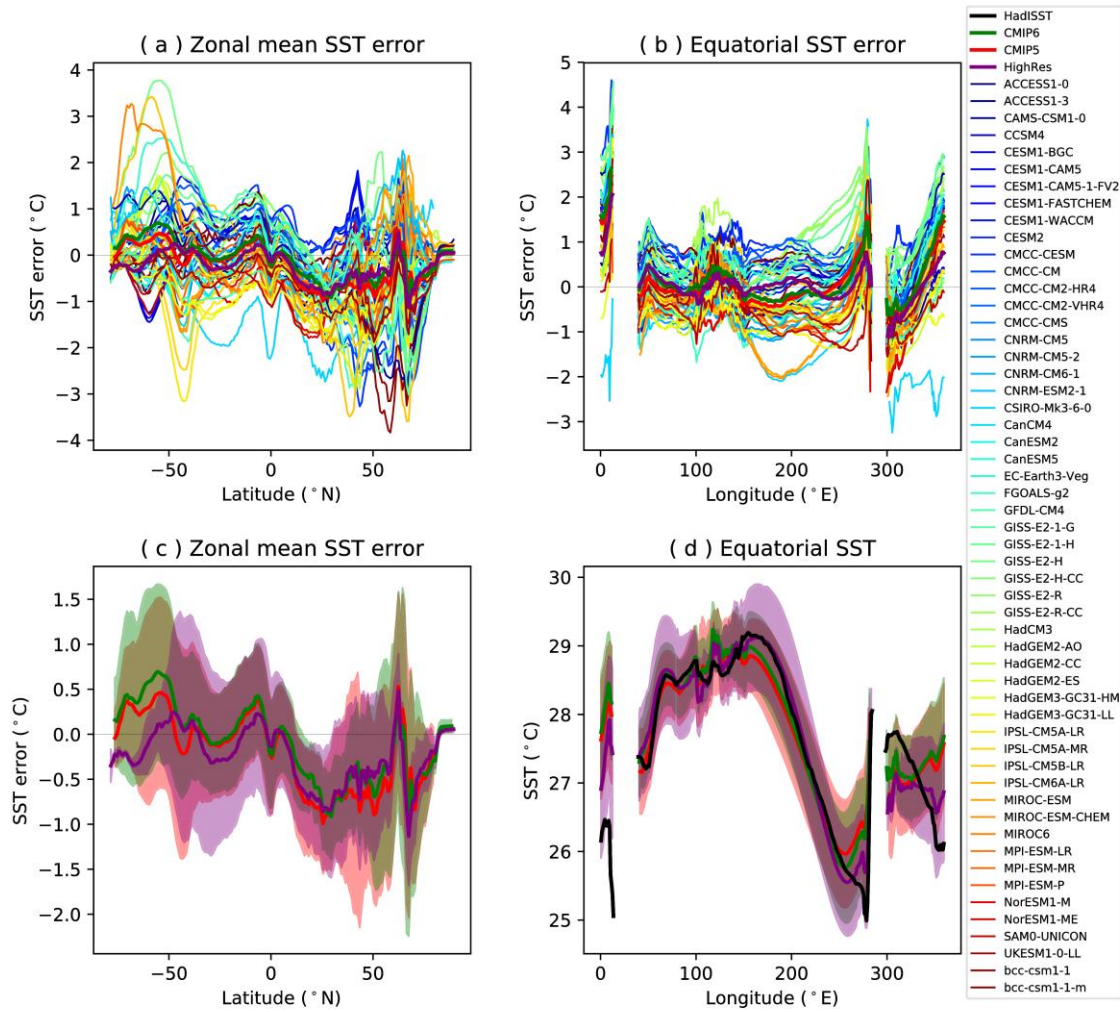 ( a ) Zonal mean SST error
SST error (°C)
4
3
2
1
0
−1
−2
−3
−4
−50
0
50
Latitude (°N)
( b ) Equatorial SST error
SST error (°C)
5
4
3
2
1
0
−1
−2
−3
0
100
200
300
Longitude (°E)
( c ) Zonal mean SST error
SST error (°C)
1.5
1.0
0.5
0.0
−0.5
−1.0
−1.5
−2.0
−50
0
50
Latitude (°N)
( d ) Equatorial SST
SST (°C)
30
29
28
27
26
25
0
100
200
300
Longitude (°E)
HadISST
CMIP6
CMIP5
HighRes
ACCESS1-0
ACCESS1-3
CAMS-CSM1-0
CCSM4
CESM1-BGC
CESM1-CAM5
CESM1-CAM5-1-FV2
CESM1-FASTCHEM
CESM1-WACCM
CESM2
CMCC-CESM
CMCC-CM
CMCC-CM2-HR4
CMCC-CM2-VHR4
CMCC-CMS
CNRM-CM5
CNRM-CM5-2
CNRM-CM6-1
CNRM-ESM2-1
CSIRO-Mk3-6-0
CanCM4
CanESM2
CanESM5
EC-Earth3-Veg
FGOALS-g2
GFDL-CM4
GISS-E2-1-G
GISS-E2-1-H
GISS-E2-H
GISS-E2-H-CC
GISS-E2-R
GISS-E2-R-CC
HadCM3
HadGEM2-AO
HadGEM2-CC
HadGEM2-ES
HadGEM3-GC31-HM
HadGEM3-GC31-LL
IPSL-CM5A-LR
IPSL-CM5A-MR
IPSL-CM5B-LR
IPSL-CM6A-LR
MIROC-ESM
MIROC-ESM-CHEM
MIROC6
MPI-ESM-LR
MPI-ESM-MR
MPI-ESM-P
NorESM1-M
NorESM1-ME
SAM0-UNICON
UKESM1-0-LL
bcc-csm1-1
bcc-csm1-1-m